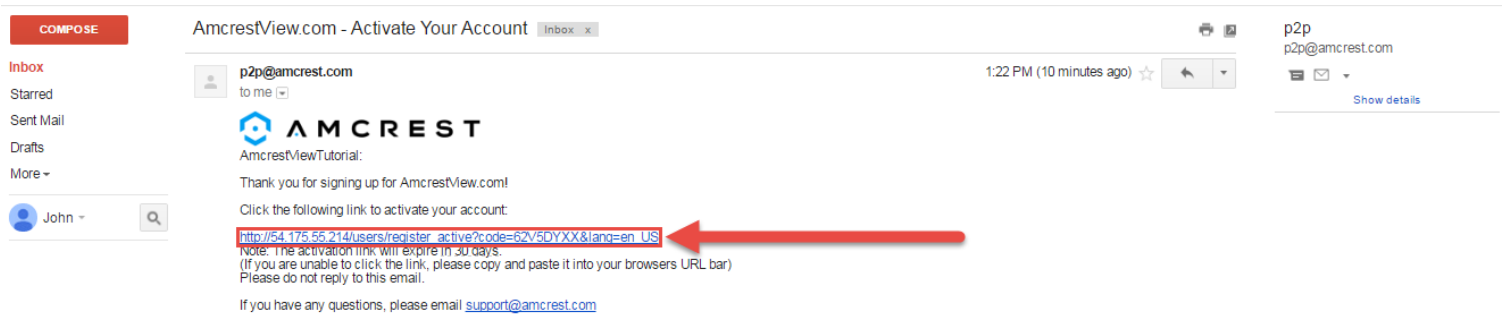 COMPOSE
Inbox
Starred
Sent Mail
Drafts
More
John
AmcrestView.com - Activate Your Account Inbox x
p2p@amcrest.com 1:22 PM (10 minutes ago)
to me
AMCREST
AmcrestViewTutorial:
Thank you for signing up for AmcrestView.com!
Click the following link to activate your account:
http://54.175.55.214/users/register_active?code=62V5DYXX&lang=en_US
Note: The activation link will expire in 30 days.
(If you are unable to click the link, please copy and paste it into your browsers URL bar)
Please do not reply to this email.
If you have any questions, please email support@amcrest.com
p2p
p2p@amcrest.com
Show details